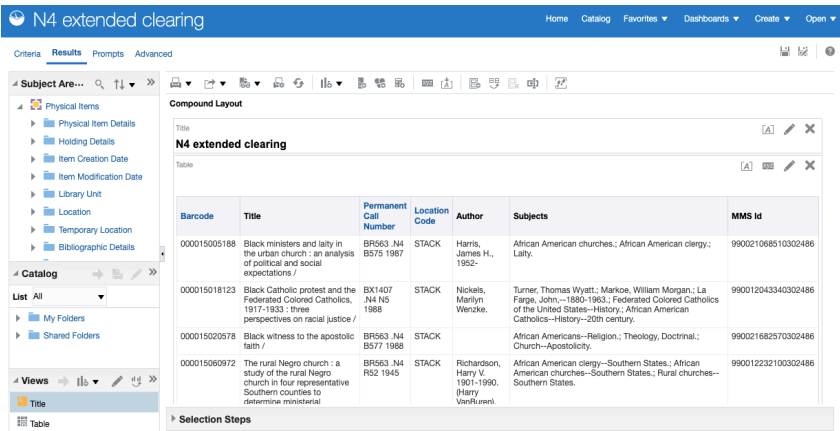 N4 extended clearing
Home Catalog Favorites Dashboards Create Open
Criteria Results Prompts Advanced
Subject Are...
Physical Items
Physical Item Details
Holding Details
Item Creation Date
Item Modification Date
Library Unit
Location
Temporary Location
Bibliographic Details
Catalog
List All
My Folders
Shared Folders
Views
Title
Table
Compound Layout
Title
N4 extended clearing
Table
Barcode Title Permanent Call Number Location Code Author Subjects MMS Id
000015005188 Black ministers and laity in BR563 .N4 STACK Harris, African American churches.; African American clergy.; 990021068510302486
the urban church : an analysis B575 1987 James H., Laity.
of political and social 1952-
expectations /
000015018123 Black Catholic protest and the BX1407 STACK Nickels, Turner, Thomas Wyatt.; Markoe, William Morgan.; La 990012043340302486
Federated Colored Catholics, .N4 N5 Marilyn Farge, John,--1880-1963.; Federated Colored Catholics
1917-1933 : three 1988 Wenzke. of the United States--History.; African American
perspectives on racial justice / Catholics--History--20th century.
000015020578 Black witness to the apostolic BR563 .N4 STACK African Americans--Religion.; Theology, Doctrinal.; 990021682570302486
faith / B577 1988 Church--Apostolicity.
000015060972 The rural Negro church : a BR563 .N4 STACK Richardson, African American clergy--Southern States.; African 990012232100302486
study of the rural Negro R52 1945 Harry V. American churches--Southern States.; Rural churches--
church in four representative 1901-1990. Southern States.
Southern counties to (Harry
determine ministerial VanBuren),
Selection Steps